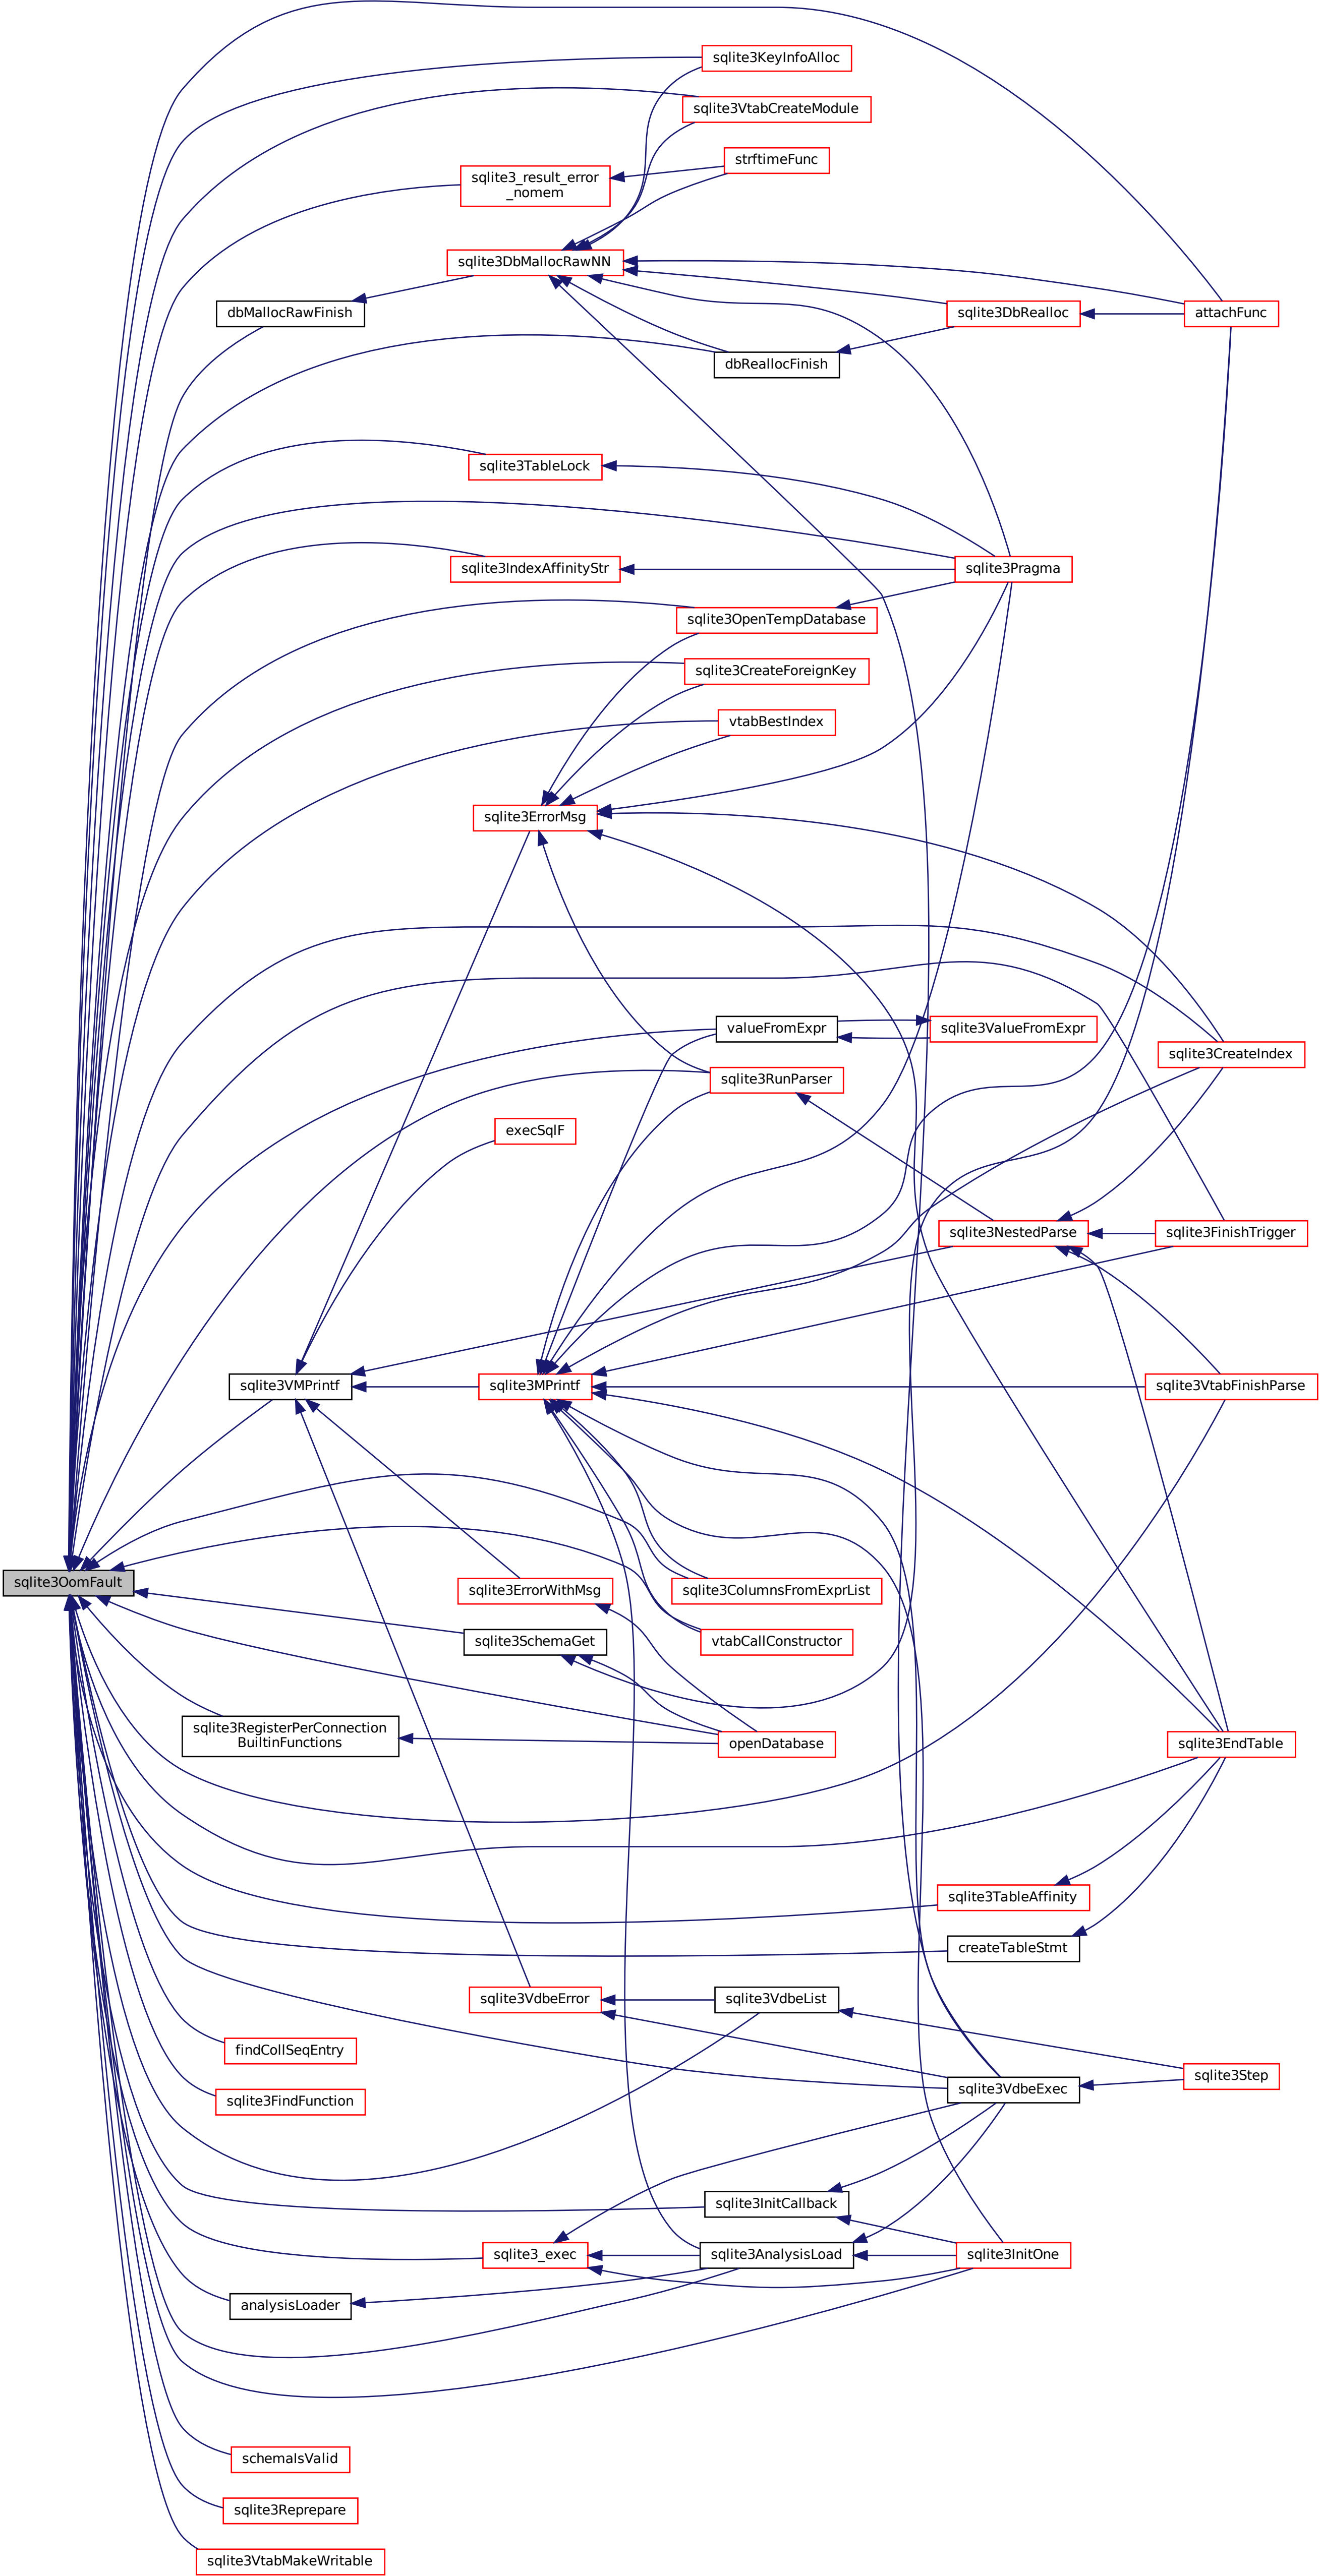 sqlite3KeyInfoAlloc
sqlite3VtabCreateModule
strftimeFunc
sqlite3_result_error
_nomem
sqlite3DbMallocRawNN
dbMallocRawFinish
sqlite3DbRealloc
attachFunc
dbReallocFinish
sqlite3TableLock
sqlite3IndexAffinityStr
sqlite3Pragma
sqlite3OpenTempDatabase
sqlite3CreateForeignKey
vtabBestIndex
sqlite3ErrorMsg
valueFromExpr
sqlite3ValueFromExpr
sqlite3CreateIndex
sqlite3RunParser
execSqlF
sqlite3NestedParse
sqlite3FinishTrigger
sqlite3VMPrintf
sqlite3MPrintf
sqlite3VtabFinishParse
sqlite3OomFault
sqlite3ErrorWithMsg
sqlite3ColumnsFromExprList
sqlite3SchemaGet
vtabCallConstructor
sqlite3RegisterPerConnection
BuiltinFunctions
openDatabase
sqlite3EndTable
sqlite3TableAffinity
createTableStmt
sqlite3VdbeError
sqlite3VdbeList
findCollSeqEntry
sqlite3Step
sqlite3VdbeExec
sqlite3FindFunction
sqlite3InitCallback
sqlite3_exec
sqlite3AnalysisLoad
sqlite3InitOne
analysisLoader
schemaIsValid
sqlite3Reprepare
sqlite3VtabMakeWritable